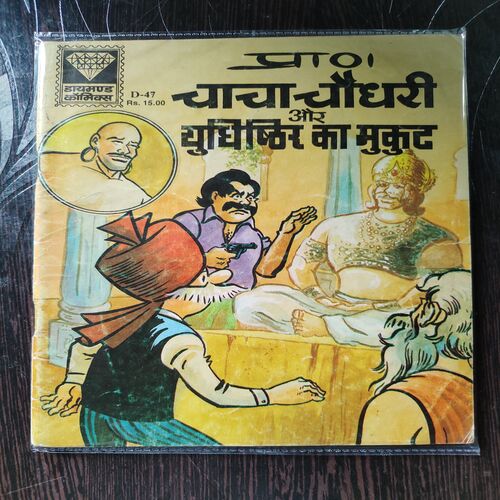 प्राण
डायमण्ड
कॉमिक्स
D-47
Rs. 15.00
चाचा चौधरी
और
युधिष्ठिर का मुकुट